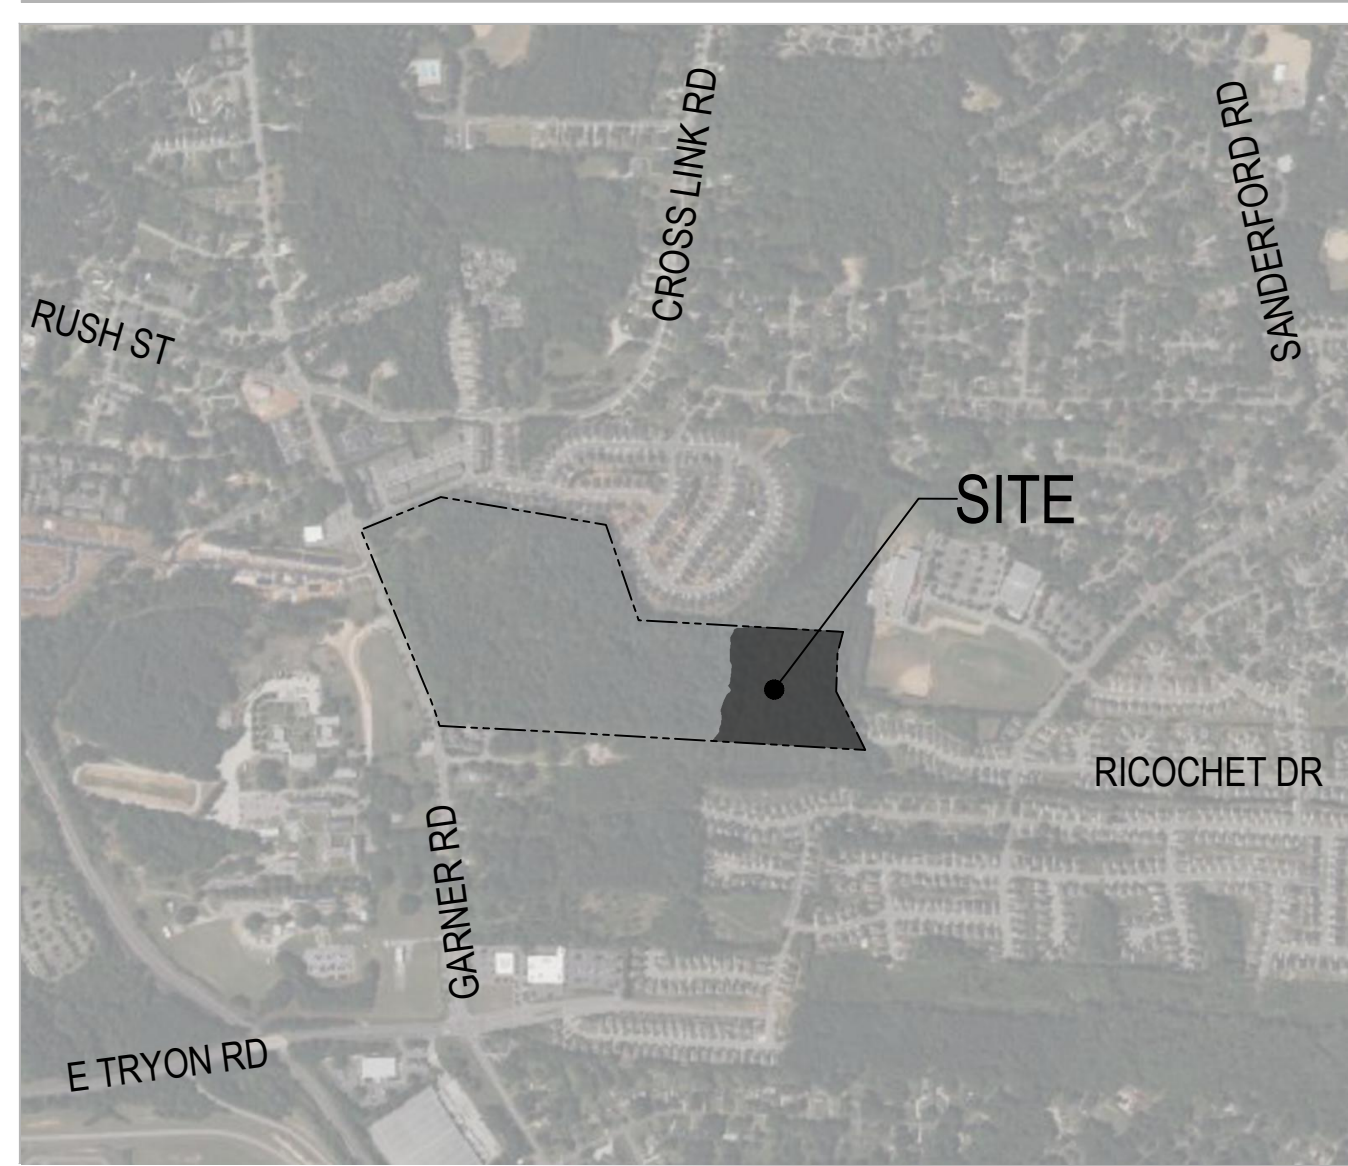 CROSS LINK RD
SANDERFORD RD
RUSH ST
SITE
RICOCHET DR
GARNER RD
E TRYON RD